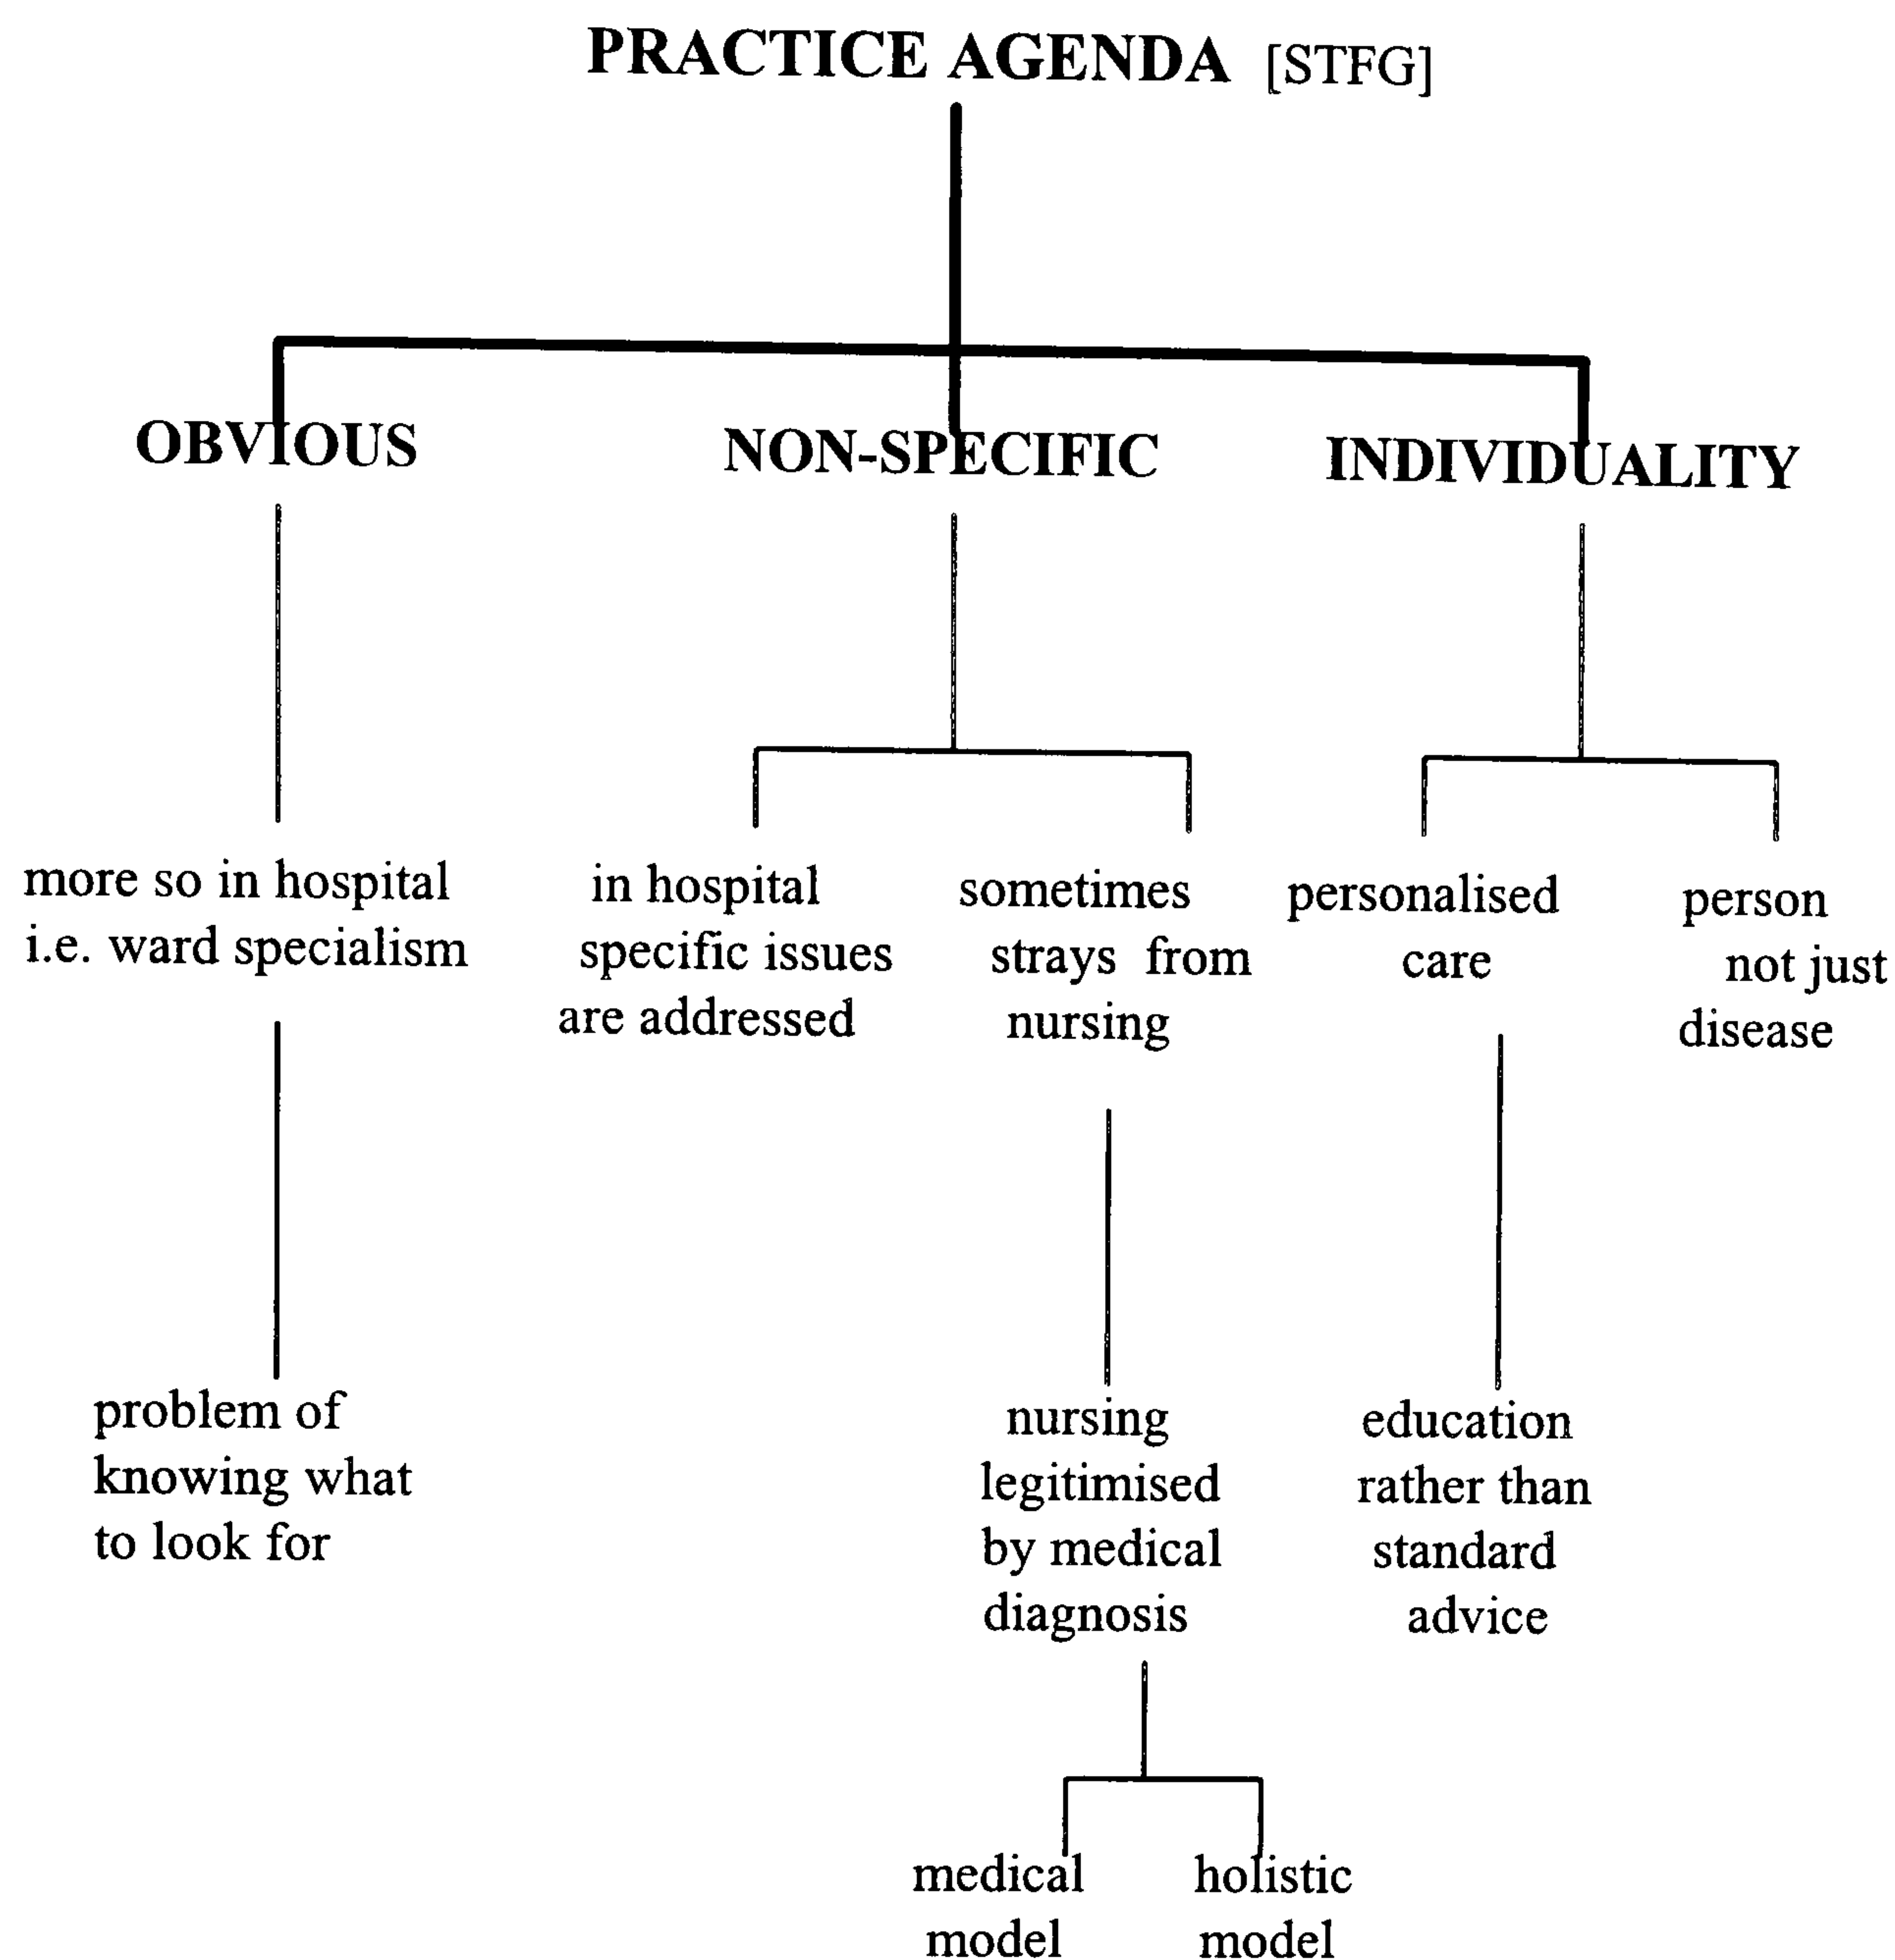 PRACTICE AGENDA [STFG]
OBVIOUS
NON-SPECIFIC
INDIVIDUALITY
more so in hospital
i.e. ward specialism
in hospital
specific issues
are addressed
sometimes
strays from
nursing
personalised
care
person
not just
disease
problem of
knowing what
to look for
nursing
legitimised
by medical
diagnosis
education
rather than
standard
advice
medical
model
holistic
model